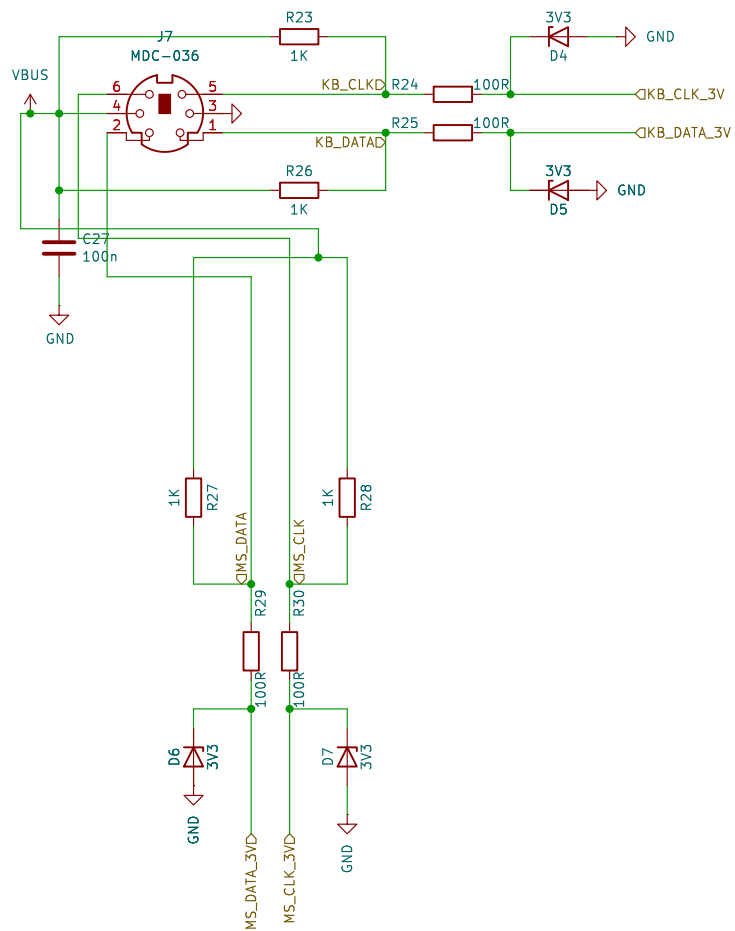 R23
1K
3V3
D4
GND
J7
MDC-036
VBUS
6
5
4
3
2
1
KB_CLK
R24
100R
KB_CLK_3V
KB_DATA
R25
100R
KB_DATA_3V
R26
1K
3V3
D5
GND
C27
100n
GND
1K
R27
MS_DATA
MS_CLK
1K
R28
R29
100R
R30
100R
D6
3V3
GND
D7
3V3
GND
MS_DATA_3V
MS_CLK_3V